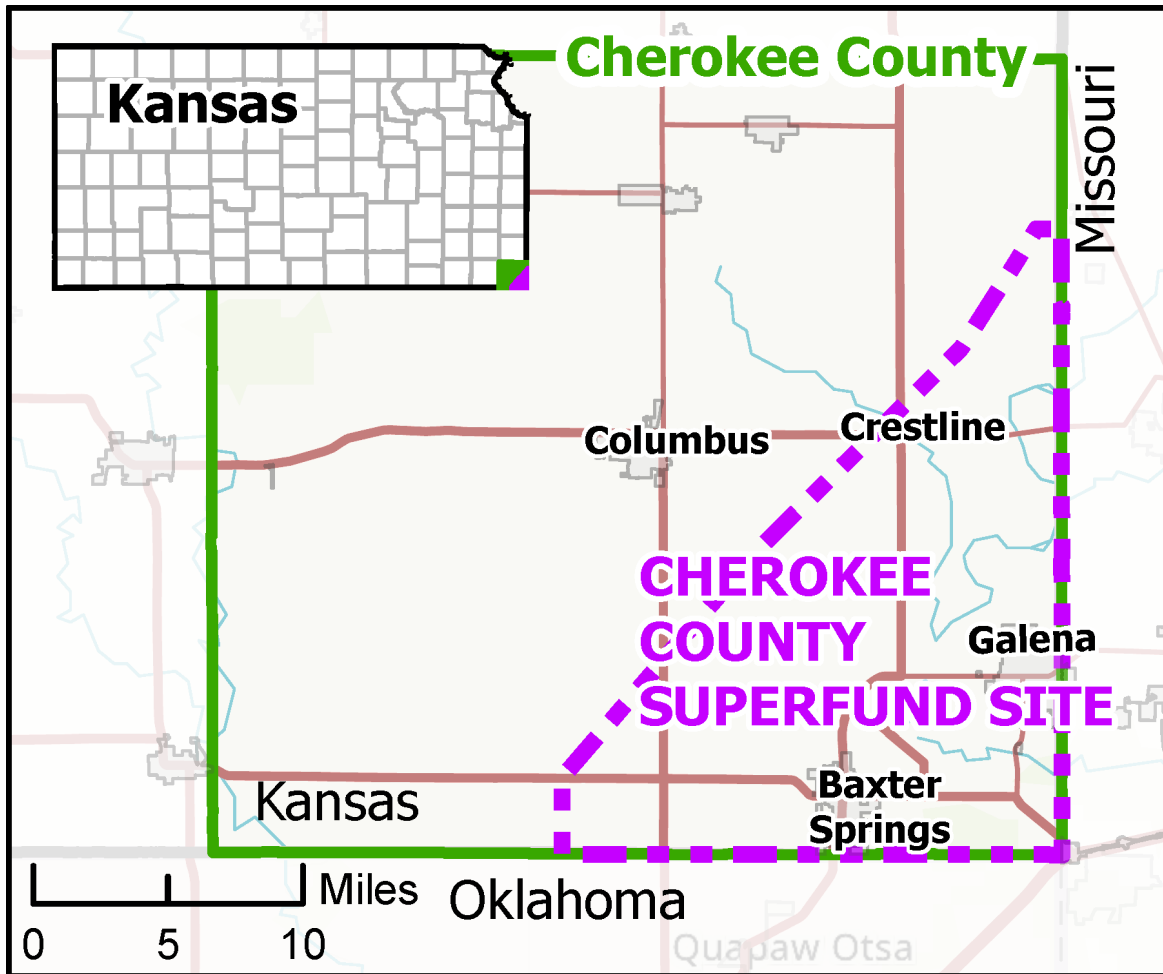 Cherokee County
Kansas
Missouri
Crestline
Columbus
CHEROKEE
COUNTY
SUPERFUND SITE
Galena
Baxter
Springs
Kansas
Miles
Oklahoma
0 5 10
Quapaw Otsa